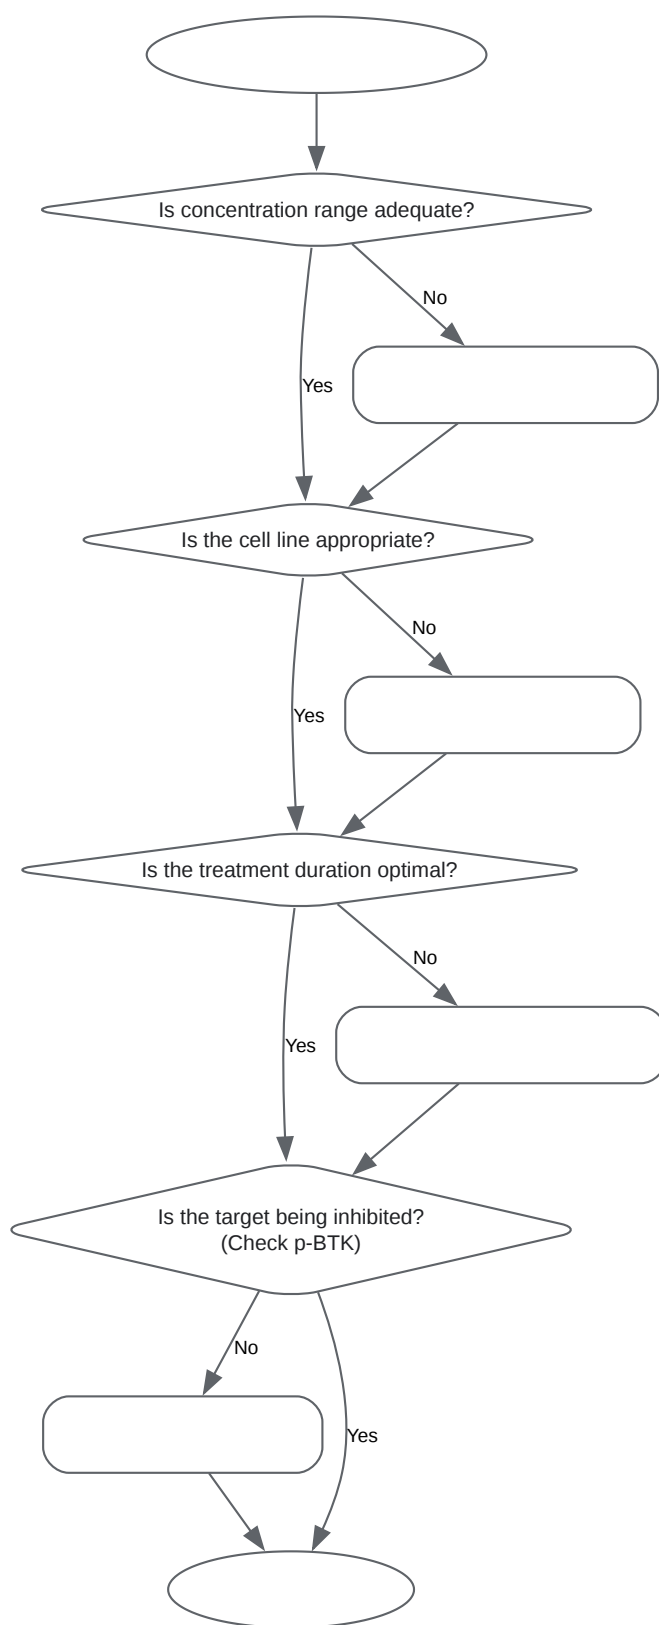 Is concentration range adequate?
No
Yes
Is the cell line appropriate?
No
Yes
Is the treatment duration optimal?
No
Yes
Is the target being inhibited?
(Check p-BTK)
No
Yes